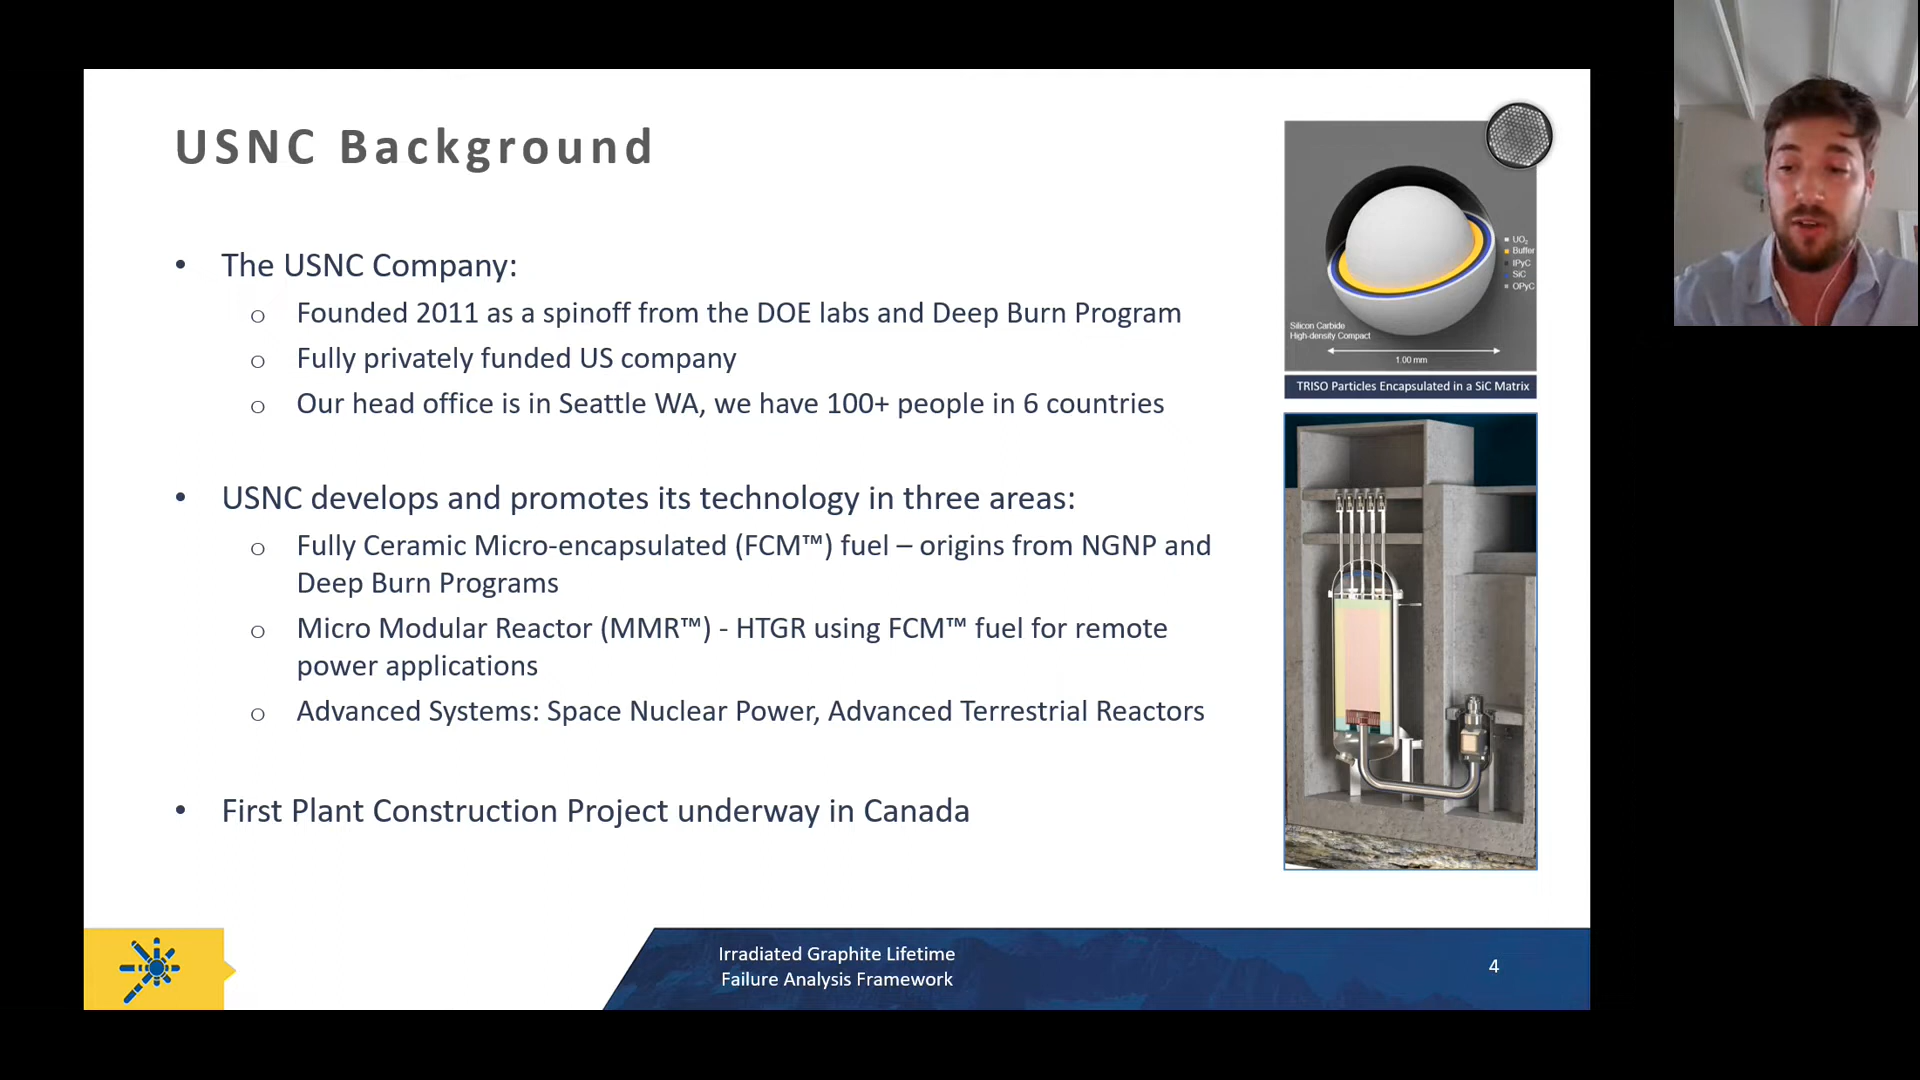 USNC Background
• The USNC Company:
o Founded 2011 as a spinoff from the DOE labs and Deep Burn Program
o Fully privately funded US company
o Our head office is in Seattle WA, we have 100+ people in 6 countries
• USNC develops and promotes its technology in three areas:
o Fully Ceramic Micro-encapsulated (FCM™) fuel – origins from NGNP and
Deep Burn Programs
o Micro Modular Reactor (MMR™) - HTGR using FCM™ fuel for remote
power applications
o Advanced Systems: Space Nuclear Power, Advanced Terrestrial Reactors
• First Plant Construction Project underway in Canada
UO₂
Buffer
IPyC
SiC
OPyC
Silicon Carbide
High-density Compact
1.00 mm
TRISO Particles Encapsulated in a SiC Matrix
Irradiated Graphite Lifetime
Failure Analysis Framework
4